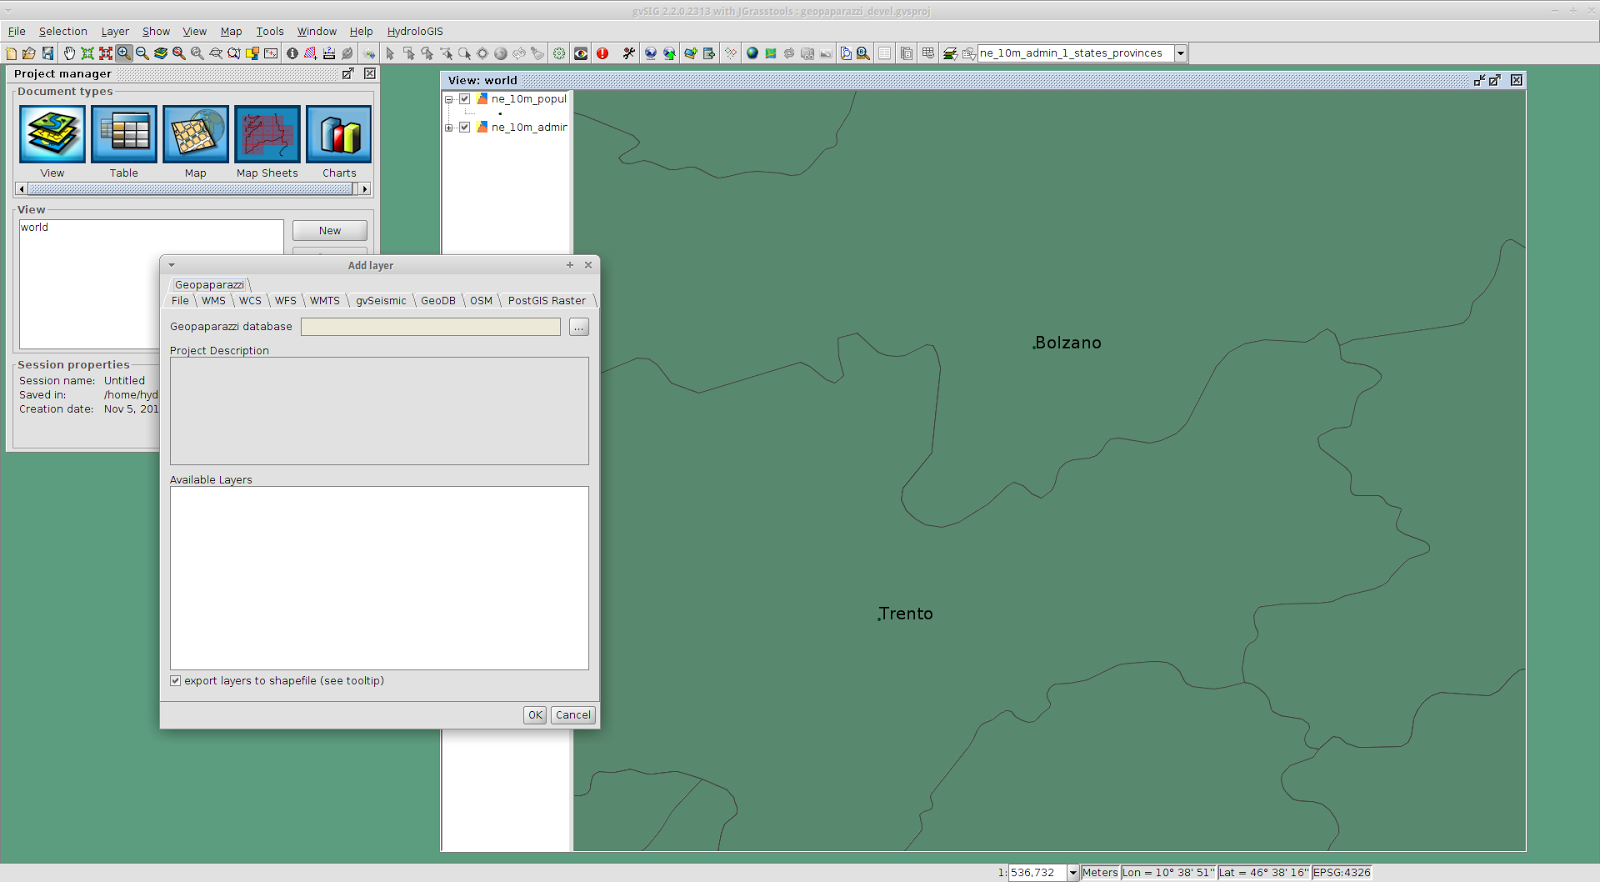 gvSIG 2.2.0.2313 with JGrasstools : geopaparazzi_devel.gvsproj
File Selection Layer Show View Map Tools Window Help HydroloGIS
ne_10m_admin_1_states_provinces
Project manager
Document types
View Table Map Map Sheets Charts
View
world
New
Session properties
Session name: Untitled
Saved in: /home/hyd
Creation date: Nov 5, 201
View: world
ne_10m_popul
ne_10m_admin
Bolzano
Trento
Add layer
Geopaparazzi
File WMS WCS WFS WMTS gvSeismic GeoDB OSM PostGIS Raster
Geopaparazzi database ...
Project Description
Available Layers
export layers to shapefile (see tooltip)
OK Cancel
1: 536,732 Meters Lon = 10° 38' 51" Lat = 46° 38' 16" EPSG:4326